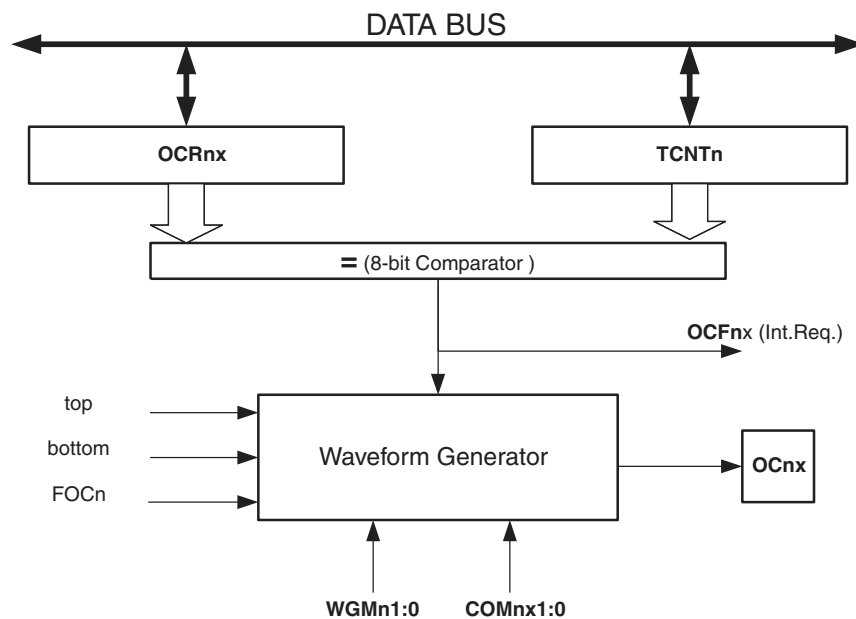 DATA BUS
OCRnx
TCNTn
= (8-bit Comparator )
OCFnx (Int.Req.)
top
bottom
FOCn
Waveform Generator
OCnx
WGMn1:0
COMnx1:0